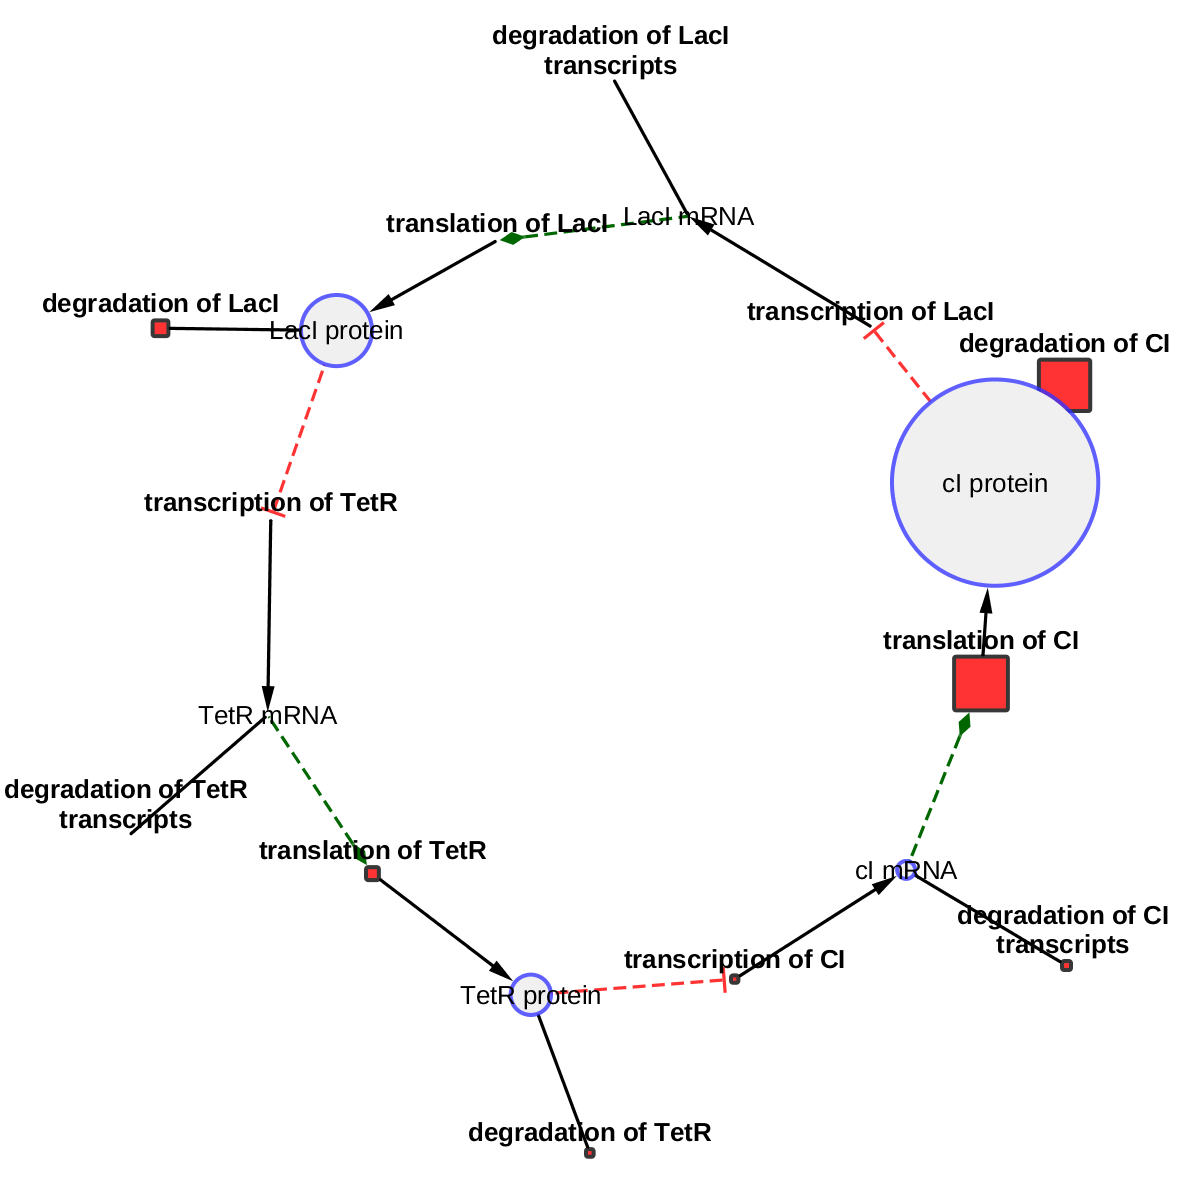 degradation of LacI
transcripts
LacI mRNA
translation of LacI
degradation of LacI
transcription of LacI
LacI protein
degradation of CI
cI protein
transcription of TetR
translation of CI
TetR mRNA
degradation of TetR
transcripts
translation of TetR
cI mRNA
degradation of CI
transcripts
transcription of CI
TetR protein
degradation of TetR